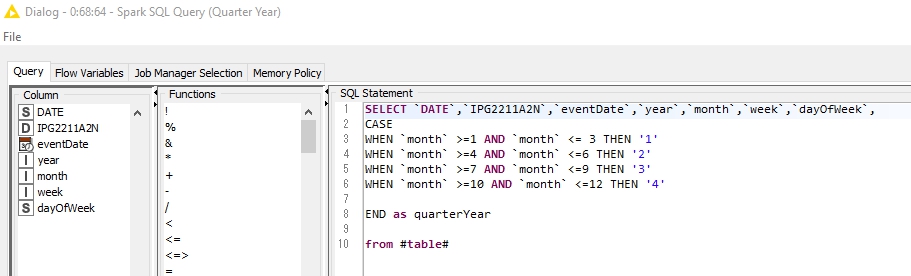 Dialog - 0:68:64 - Spark SQL Query (Quarter Year)
File
Query Flow Variables Job Manager Selection Memory Policy
Column
S DATE
D IPG2211A2N
eventDate
I year
I month
I week
S dayOfWeek
Functions
!
%
&
*
+
-
/
<
<=
<=>
=
SQL Statement
1 SELECT `DATE`,`IPG2211A2N`,`eventDate`,`year`,`month`,`week`,`dayOfWeek`,
2 CASE
3 WHEN `month` >=1 AND `month` <= 3 THEN '1'
4 WHEN `month` >=4 AND `month` <=6 THEN '2'
5 WHEN `month` >=7 AND `month` <=9 THEN '3'
6 WHEN `month` >=10 AND `month` <=12 THEN '4'
7
8 END as quarterYear
9
10 from #table#